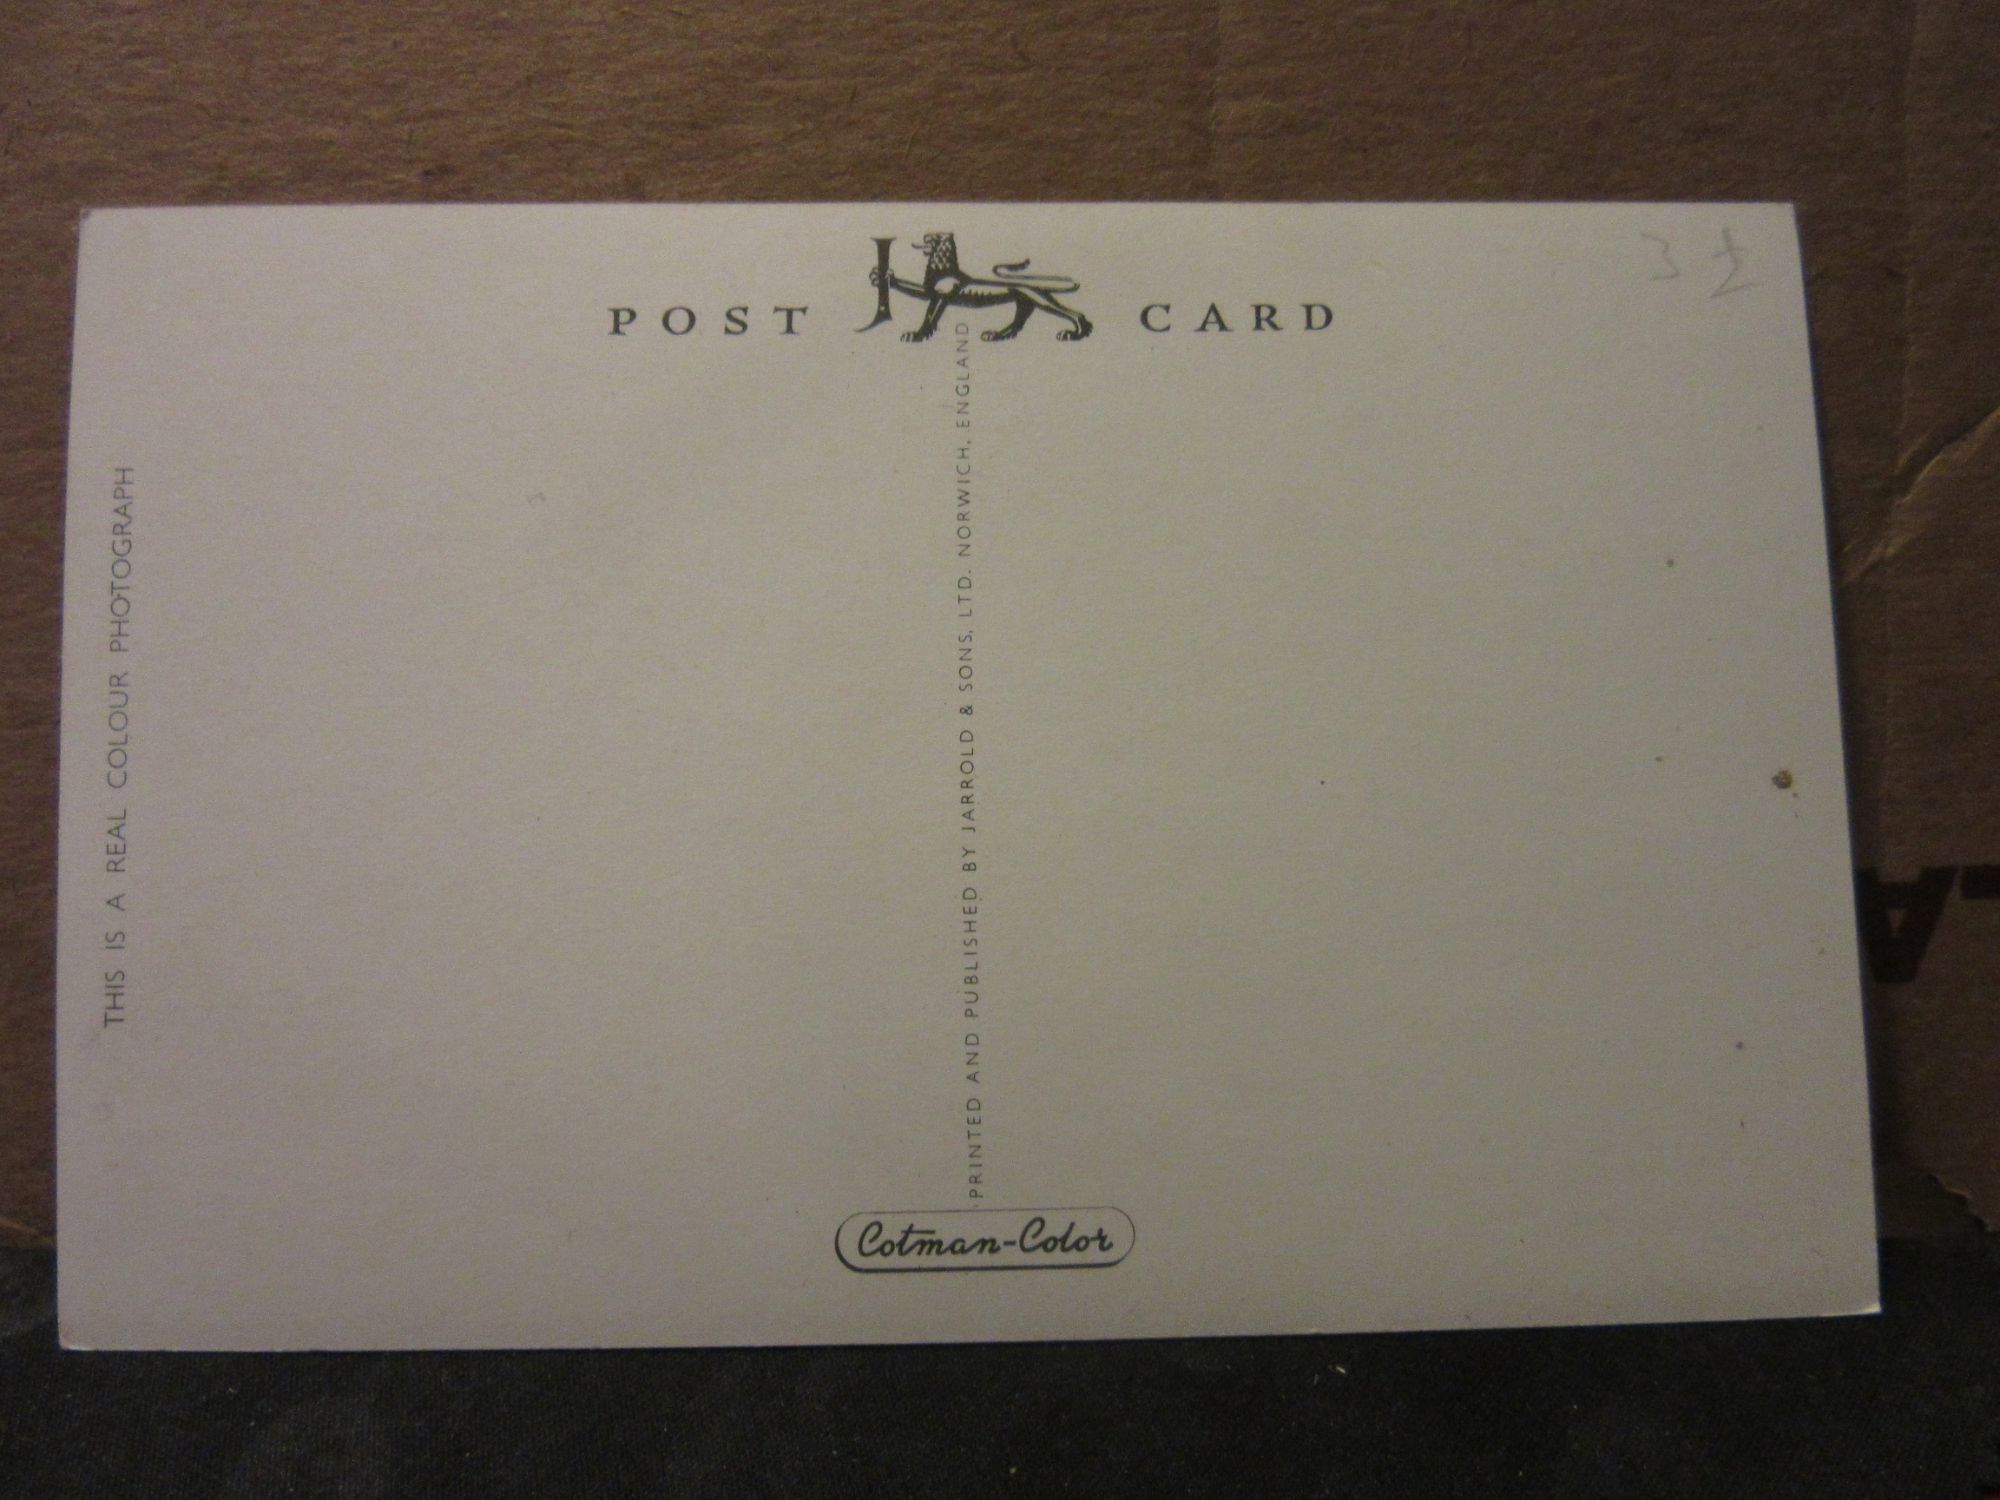 POST CARD
THIS IS A REAL COLOUR PHOTOGRAPH
PRINTED AND PUBLISHED BY JARROLD & SONS, LTD. NORWICH, ENGLAND
Cotman-Color